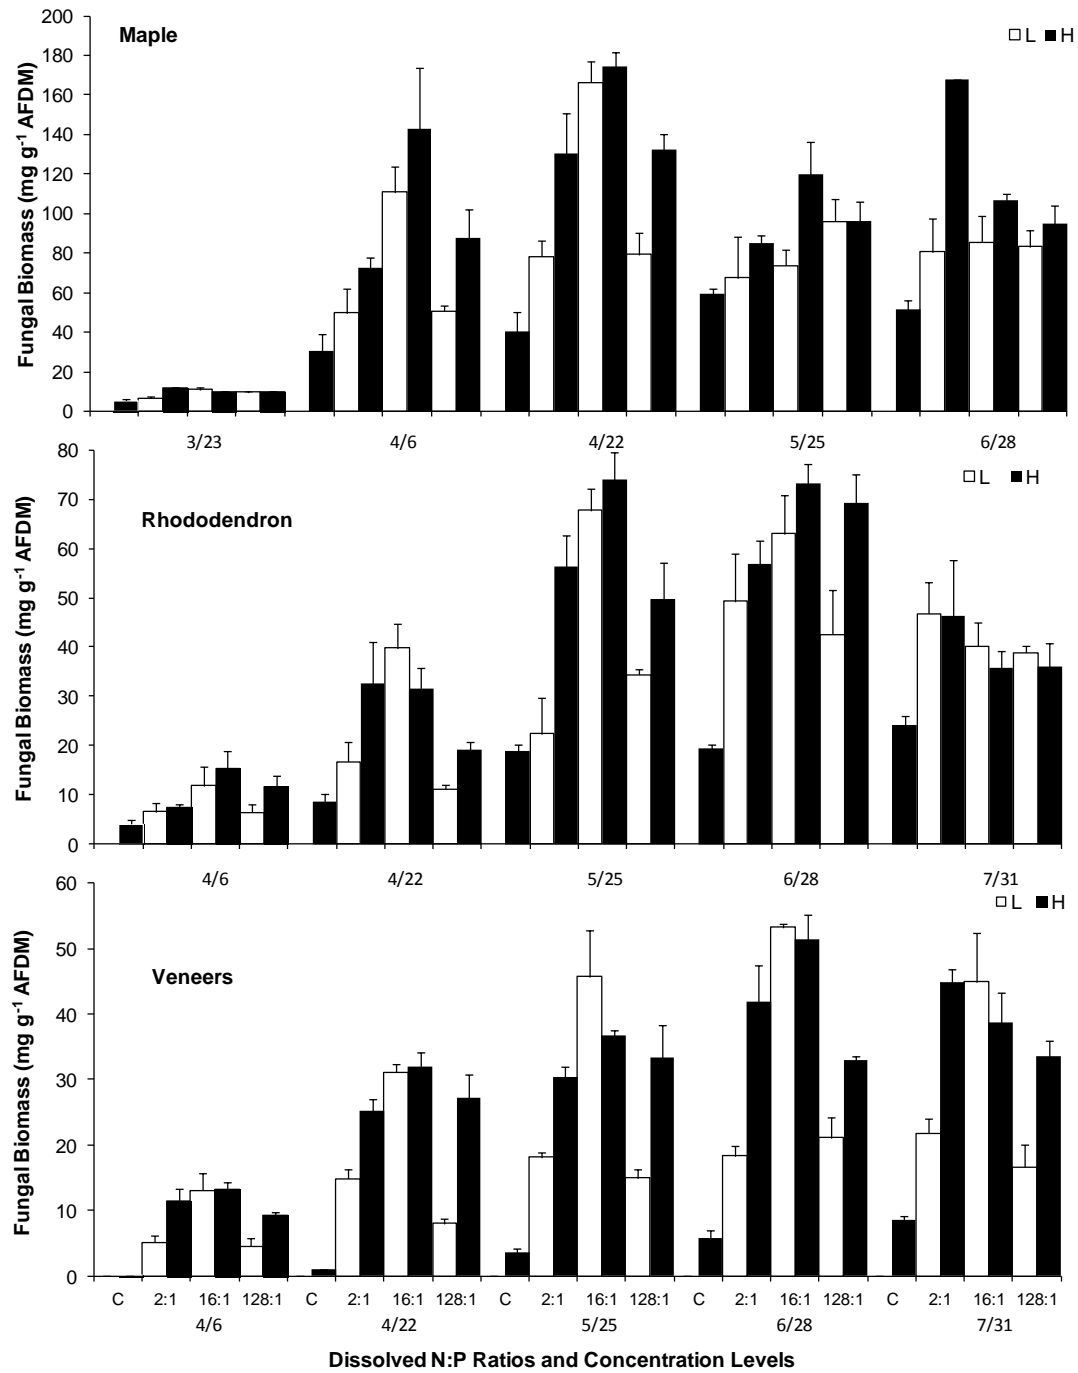 Maple
L H
Fungal Biomass (mg g⁻¹ AFDM)
200
180
160
140
120
100
80
60
40
20
0
3/23 4/6 4/22 5/25 6/28
Rhododendron
L H
Fungal Biomass (mg g⁻¹ AFDM)
80
70
60
50
40
30
20
10
0
4/6 4/22 5/25 6/28 7/31
Veneers
L H
Fungal Biomass (mg g⁻¹ AFDM)
60
50
40
30
20
10
0
C 2:1 16:1 128:1 C 2:1 16:1 128:1 C 2:1 16:1 128:1 C 2:1 16:1 128:1 C 2:1 16:1 128:1
4/6 4/22 5/25 6/28 7/31
Dissolved N:P Ratios and Concentration Levels